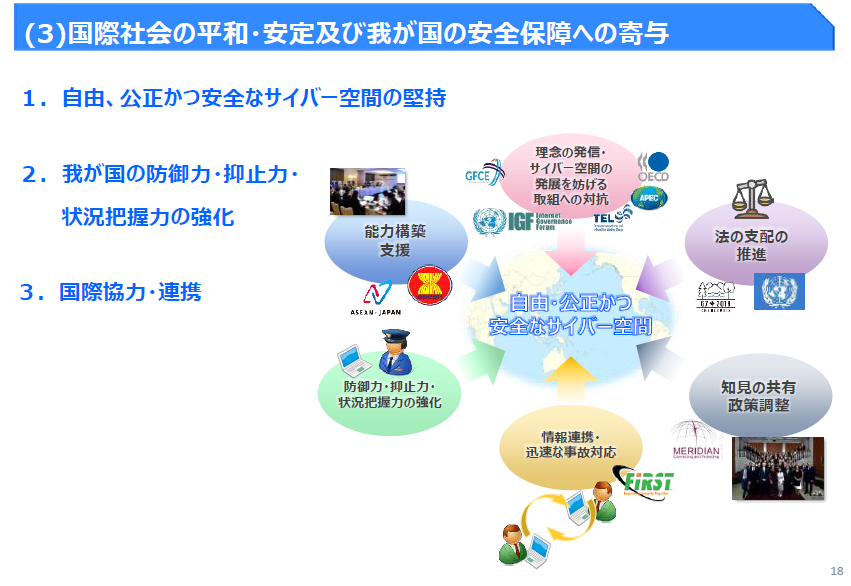 (3)国際社会の平和・安定及び我が国の安全保障への寄与
１．自由、公正かつ安全なサイバー空間の堅持
２．我が国の防御力・抑止力・
状況把握力の強化
３．国際協力・連携
理念の発信・
サイバー空間の
発展を妨げる
取組への対抗
GFCE
OECD
APEC
IGF Internet
Governance
Forum
TEL
能力構築
支援
法の支配の
推進
ASEAN-JAPAN
asean
G7 2018
CHARLEVOIX
自由・公正かつ
安全なサイバー空間
防御力・抑止力・
状況把握力の強化
知見の共有
政策調整
情報連携・
迅速な事故対応
MERIDIAN
Connecting and Protecting
FIRST
18